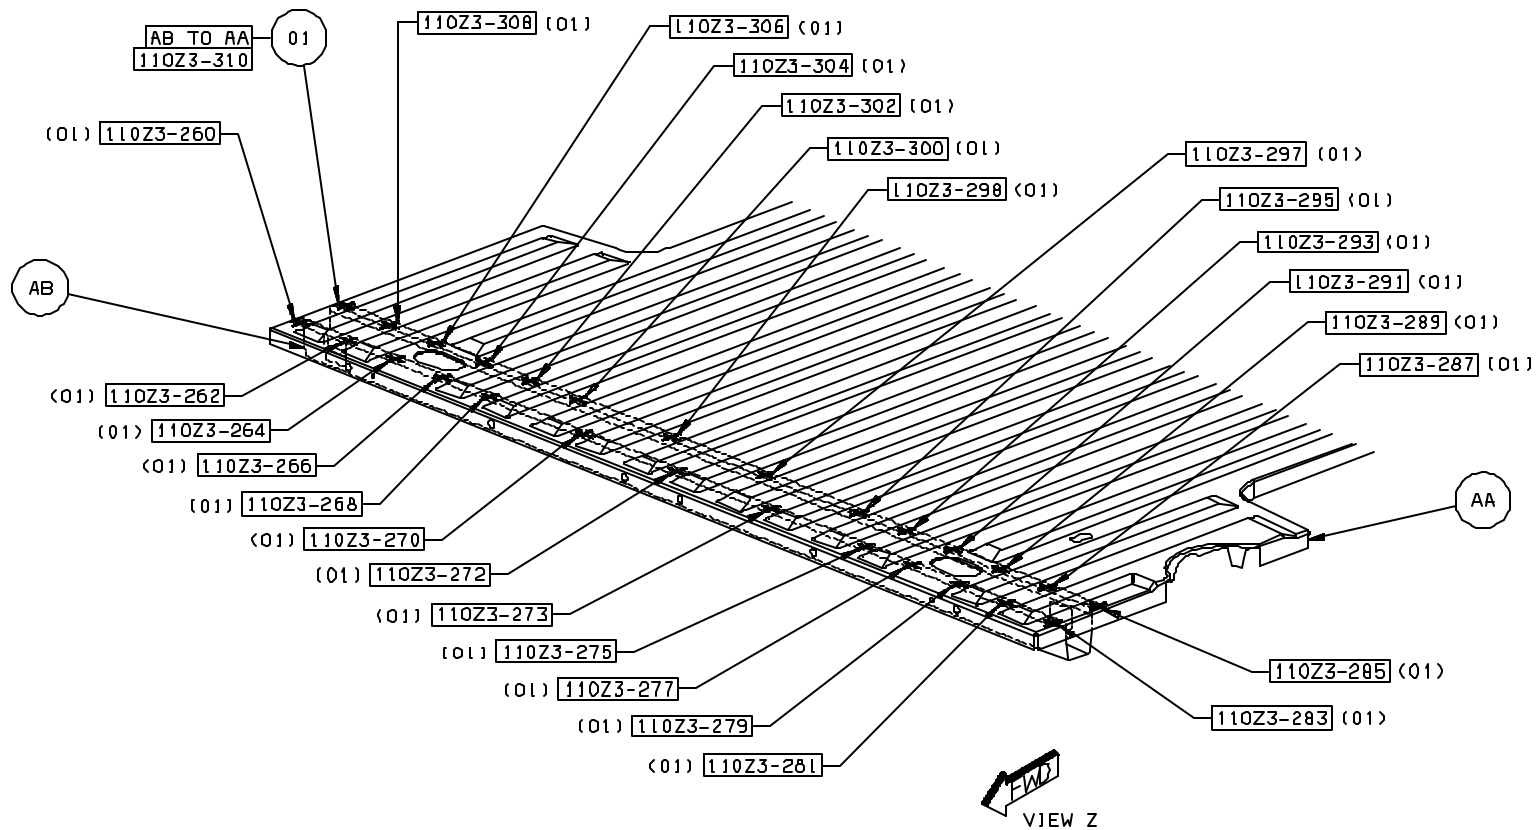 AB TO AA
110Z3-310
01
110Z3-308 (01)
110Z3-306 (01)
110Z3-304 (01)
110Z3-302 (01)
110Z3-300 (01)
110Z3-298 (01)
110Z3-297 (01)
110Z3-295 (01)
110Z3-293 (01)
110Z3-291 (01)
110Z3-289 (01)
110Z3-287 (01)
(01) 110Z3-260
AB
(01) 110Z3-262
(01) 110Z3-264
(01) 110Z3-266
(01) 110Z3-268
(01) 110Z3-270
(01) 110Z3-272
(01) 110Z3-273
(01) 110Z3-275
(01) 110Z3-277
(01) 110Z3-279
(01) 110Z3-281
AA
110Z3-285 (01)
110Z3-283 (01)
FWD
VIEW Z